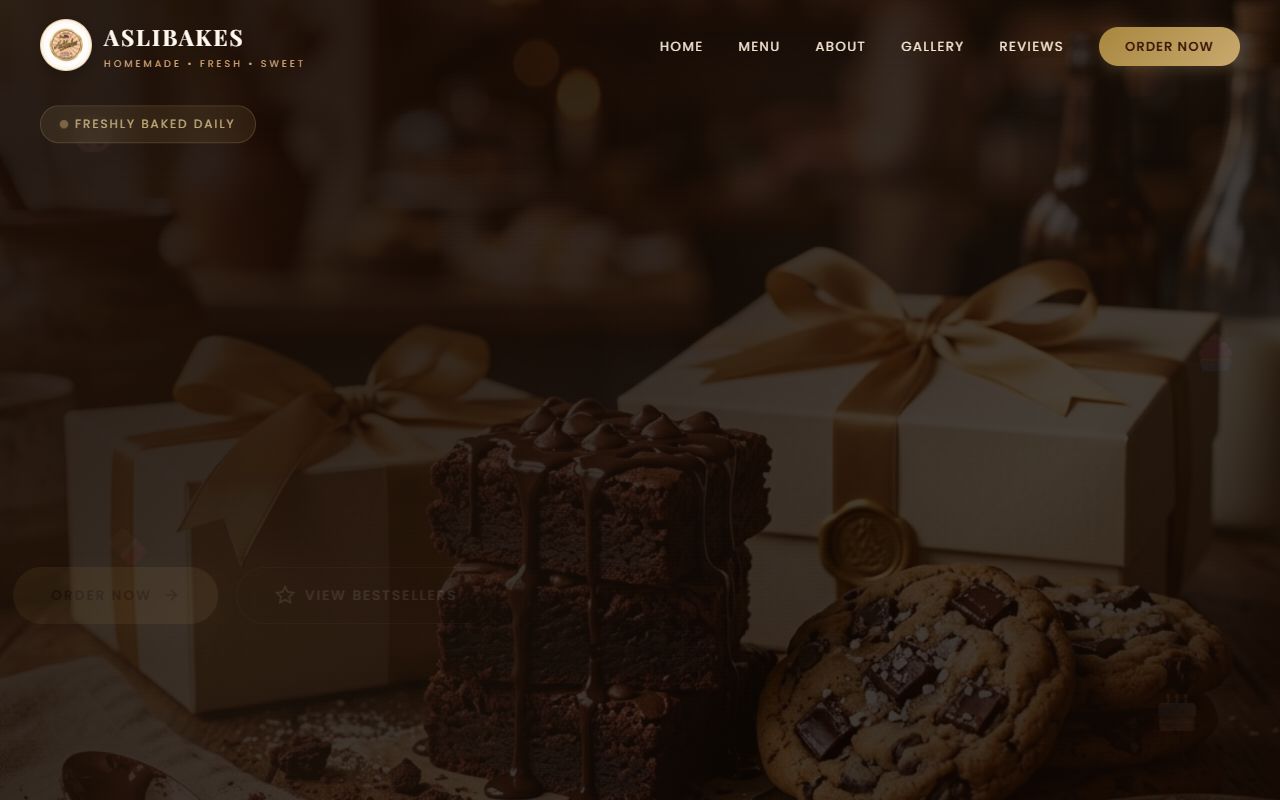 ASLIBAKES
HOMEMADE • FRESH • SWEET
HOME
MENU
ABOUT
GALLERY
REVIEWS
ORDER NOW
FRESHLY BAKED DAILY
ORDER NOW →
VIEW BESTSELLERS